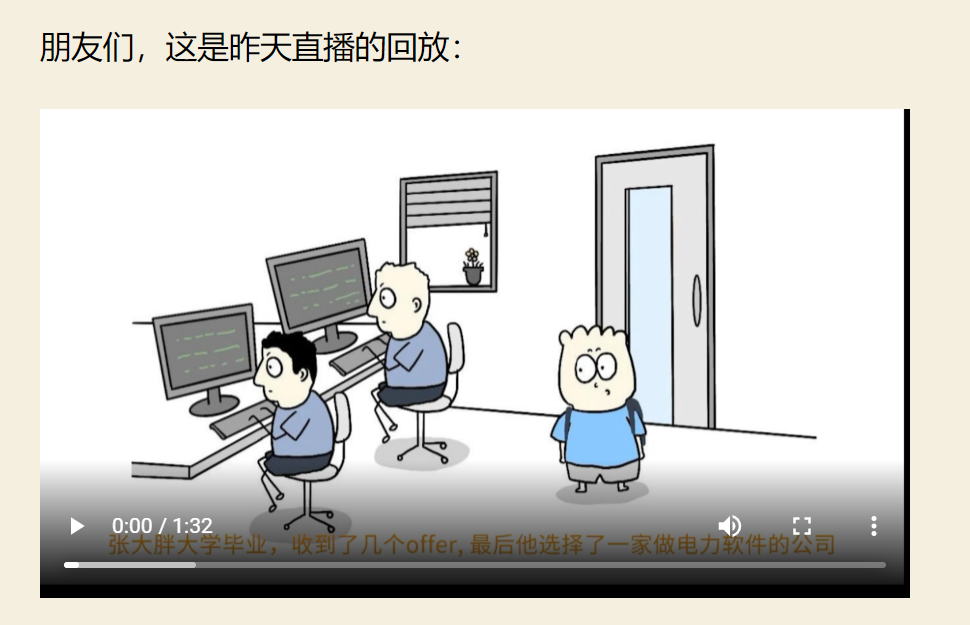 朋友们，这是昨天直播的回放：
0:00 / 1:32
张大胖大学毕业，收到了几个offer, 最后他选择了一家做电力软件的公司